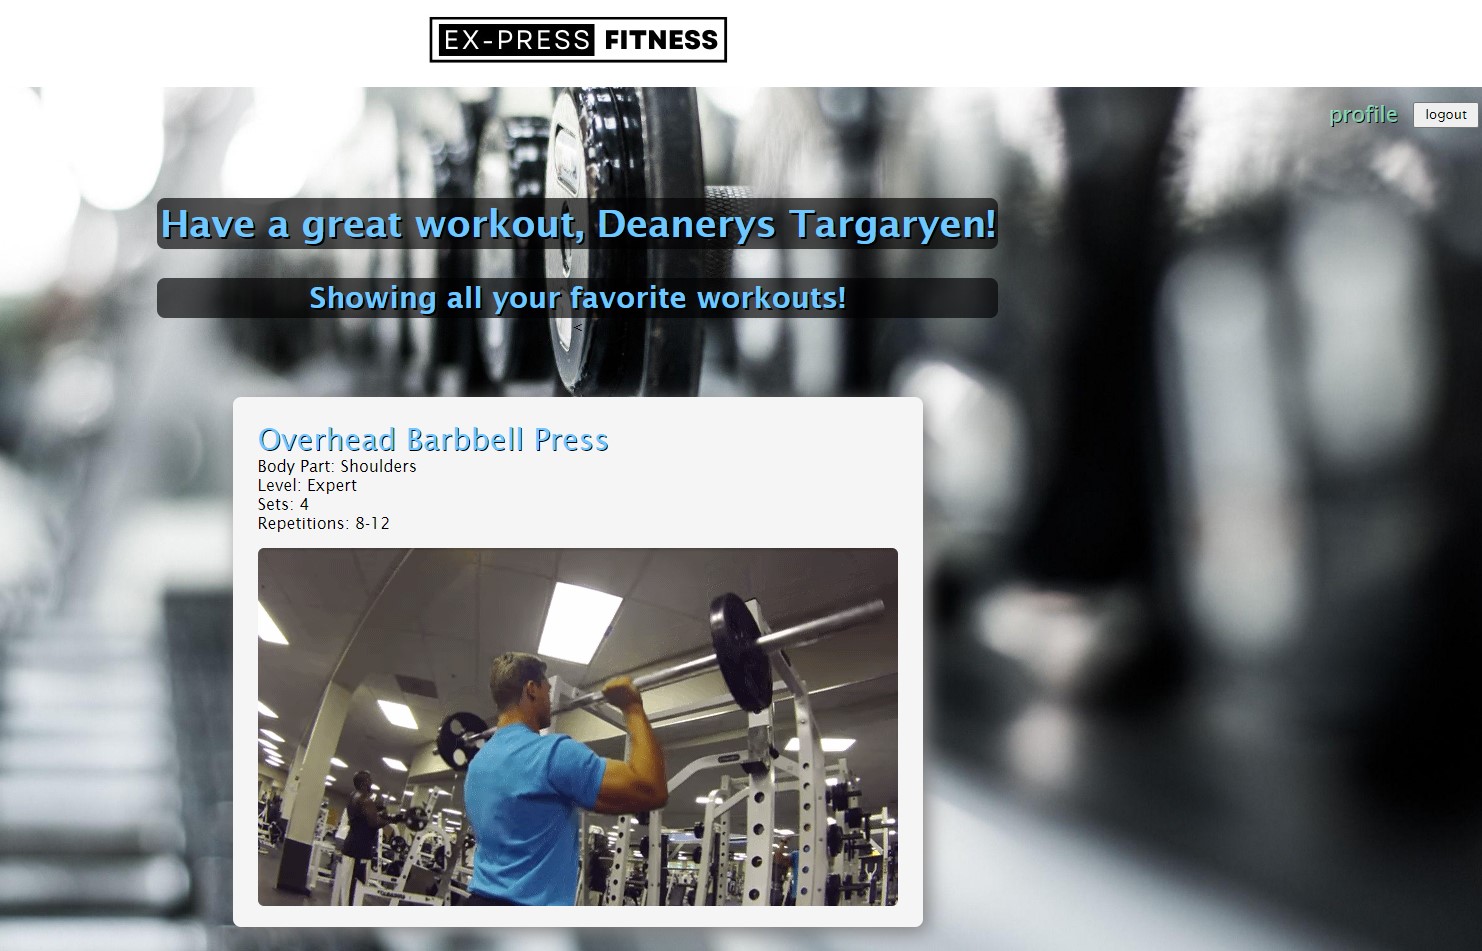 EX-PRESS FITNESS
profile logout
Have a great workout, Deanerys Targaryen!
Showing all your favorite workouts!
<
Overhead Barbbell Press
Body Part: Shoulders
Level: Expert
Sets: 4
Repetitions: 8-12